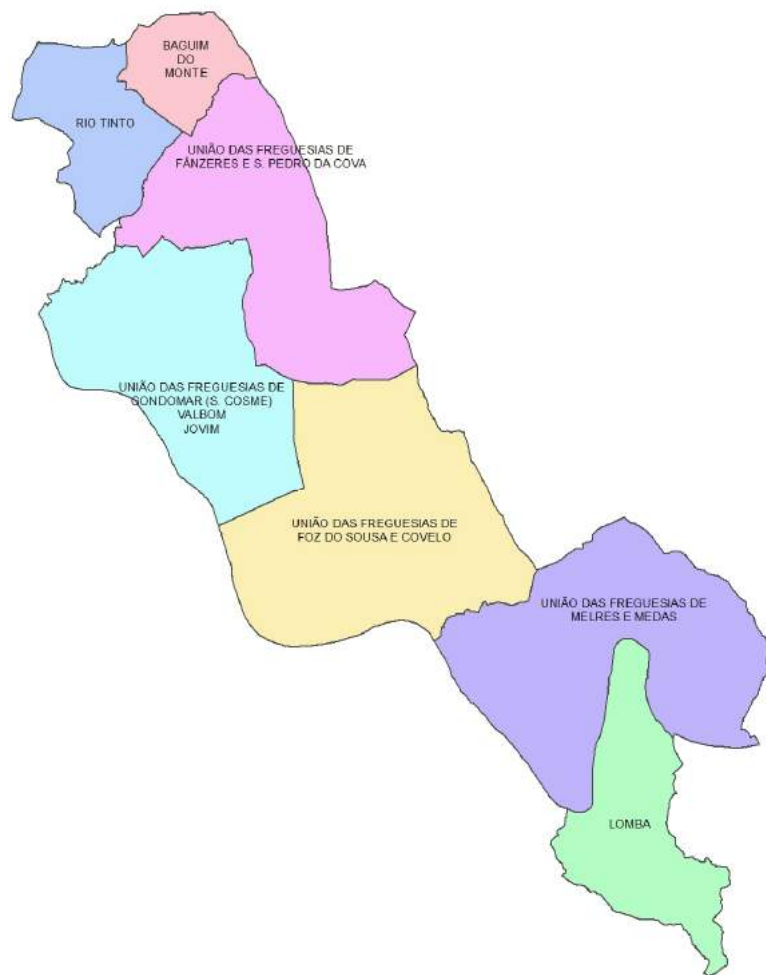 BAGUIM
DO
MONTE
RIO TINTO
UNIÃO DAS FREGUESIAS DE
FÂNZERES E S. PEDRO DA COVA
UNIÃO DAS FREGUESIAS DE
GONDOMAR (S. COSME)
VALBOM
JOVIM
UNIÃO DAS FREGUESIAS DE
FOZ DO SOUSA E COVELO
UNIÃO DAS FREGUESIAS DE
MELRES E MEDAS
LOMBA